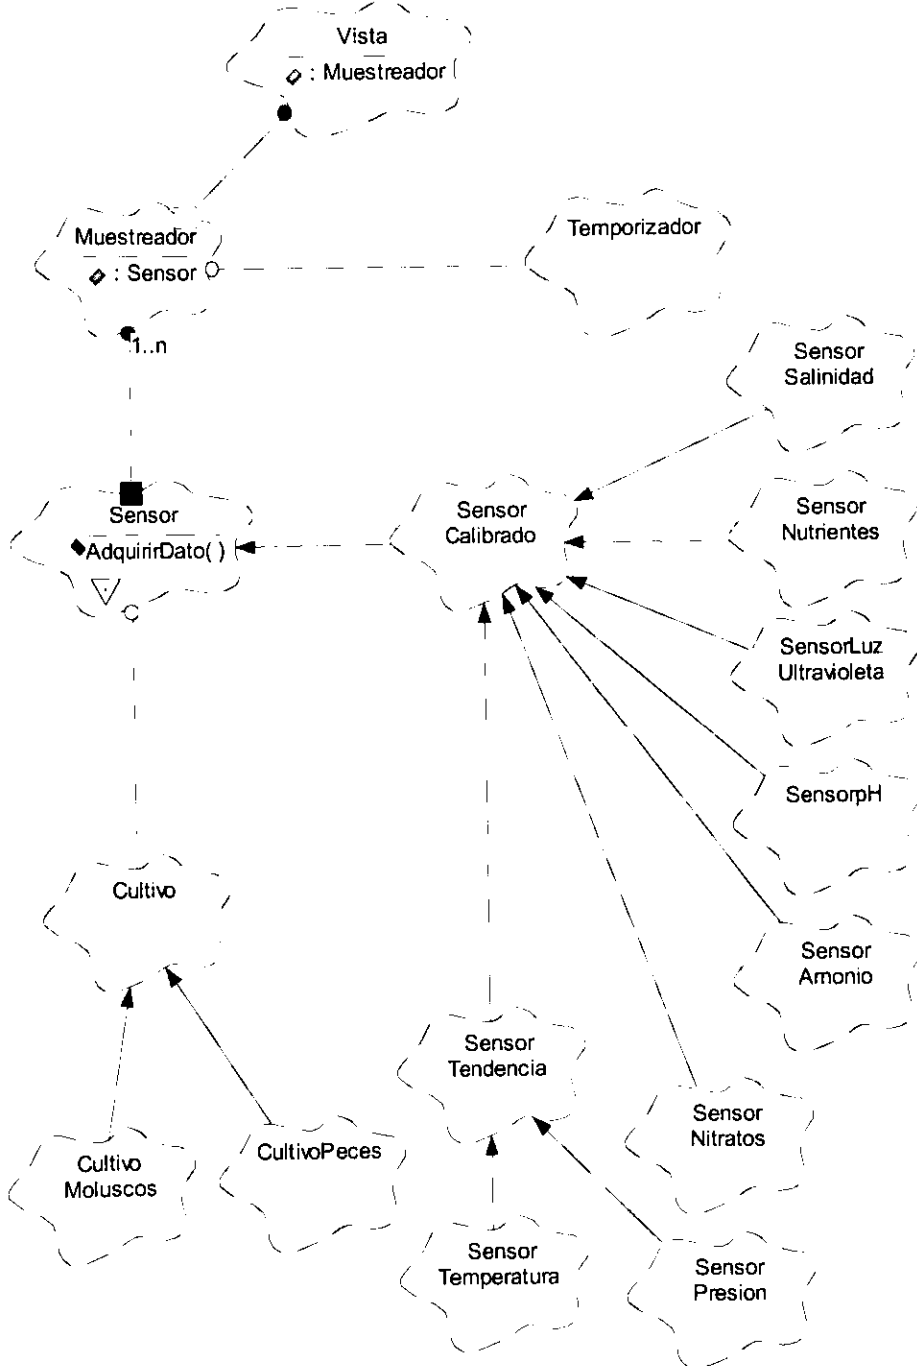 Vista
: Muestreador
Muestreador
: Sensor
1..n
Temporizador
Sensor
Salinidad
Sensor
AdquirirDato( )
Sensor
Calibrado
Sensor
Nutrientes
SensorLuz
Ultravioleta
SensorpH
Cultivo
Sensor
Amonio
Sensor
Tendencia
Sensor
Nitratos
Cultivo
Moluscos
CultivoPeces
Sensor
Temperatura
Sensor
Presion